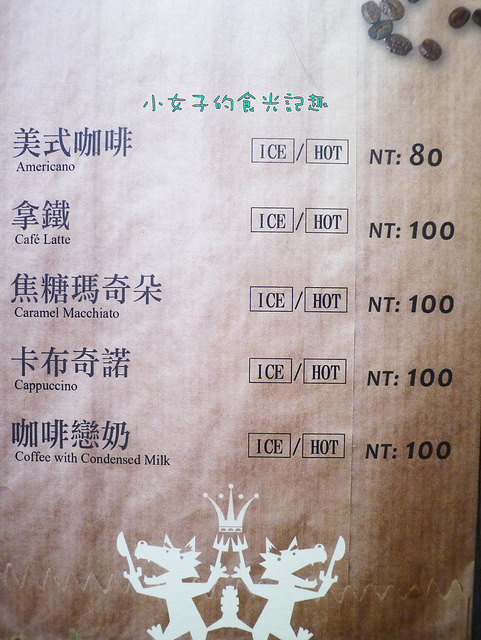 小女子的食光記趣
美式咖啡 ICE / HOT NT: 80
Americano
拿鐵 ICE / HOT NT: 100
Café Latte
焦糖瑪奇朵 ICE / HOT NT: 100
Caramel Macchiato
卡布奇諾 ICE / HOT NT: 100
Cappuccino
咖啡戀奶 ICE / HOT NT: 100
Coffee with Condensed Milk